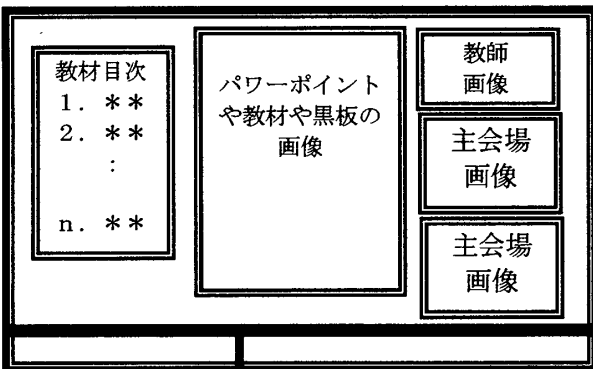 教材目次
1. **
2. **
:
n. **
パワーポイント
や教材や黒板の
画像
教師
画像
主会場
画像
主会場
画像